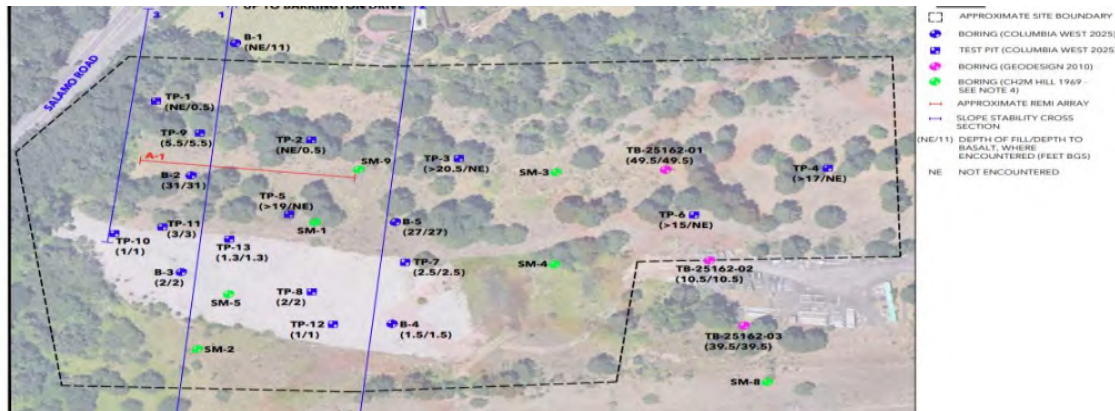 3
1
UP TO BARRINGTON DRIVE
2
B-1
(NE/11)
SALAMO ROAD
TP-1
(NE/0.5)
TP-9
(5.5/5.5)
TP-2
(NE/0.5)
A-1
B-2
(31/31)
SM-9
TP-3
(>20.5/NE)
SM-3
TB-25162-01
(49.5/49.5)
TP-4
(>17/NE)
TP-5
(>19/NE)
SM-1
B-5
(27/27)
TP-6
(>15/NE)
TP-10
(1/1)
TP-11
(3/3)
TP-13
(1.3/1.3)
B-3
(2/2)
TP-7
(2.5/2.5)
SM-4
TB-25162-02
(10.5/10.5)
SM-5
TP-8
(2/2)
TP-12
(1/1)
B-4
(1.5/1.5)
TB-25162-03
(39.5/39.5)
SM-2
SM-8
APPROXIMATE SITE BOUNDARY
BORING (COLUMBIA WEST 2025)
TEST PIT (COLUMBIA WEST 2025)
BORING (GEODESIGN 2010)
BORING (CH2M HILL 1969 -
SEE NOTE 4)
APPROXIMATE REMI ARRAY
SLOPE STABILITY CROSS
SECTION
(NE/11) DEPTH OF FILL/DEPTH TO
BASALT, WHERE
ENCOUNTERED (FEET BGS)
NE NOT ENCOUNTERED